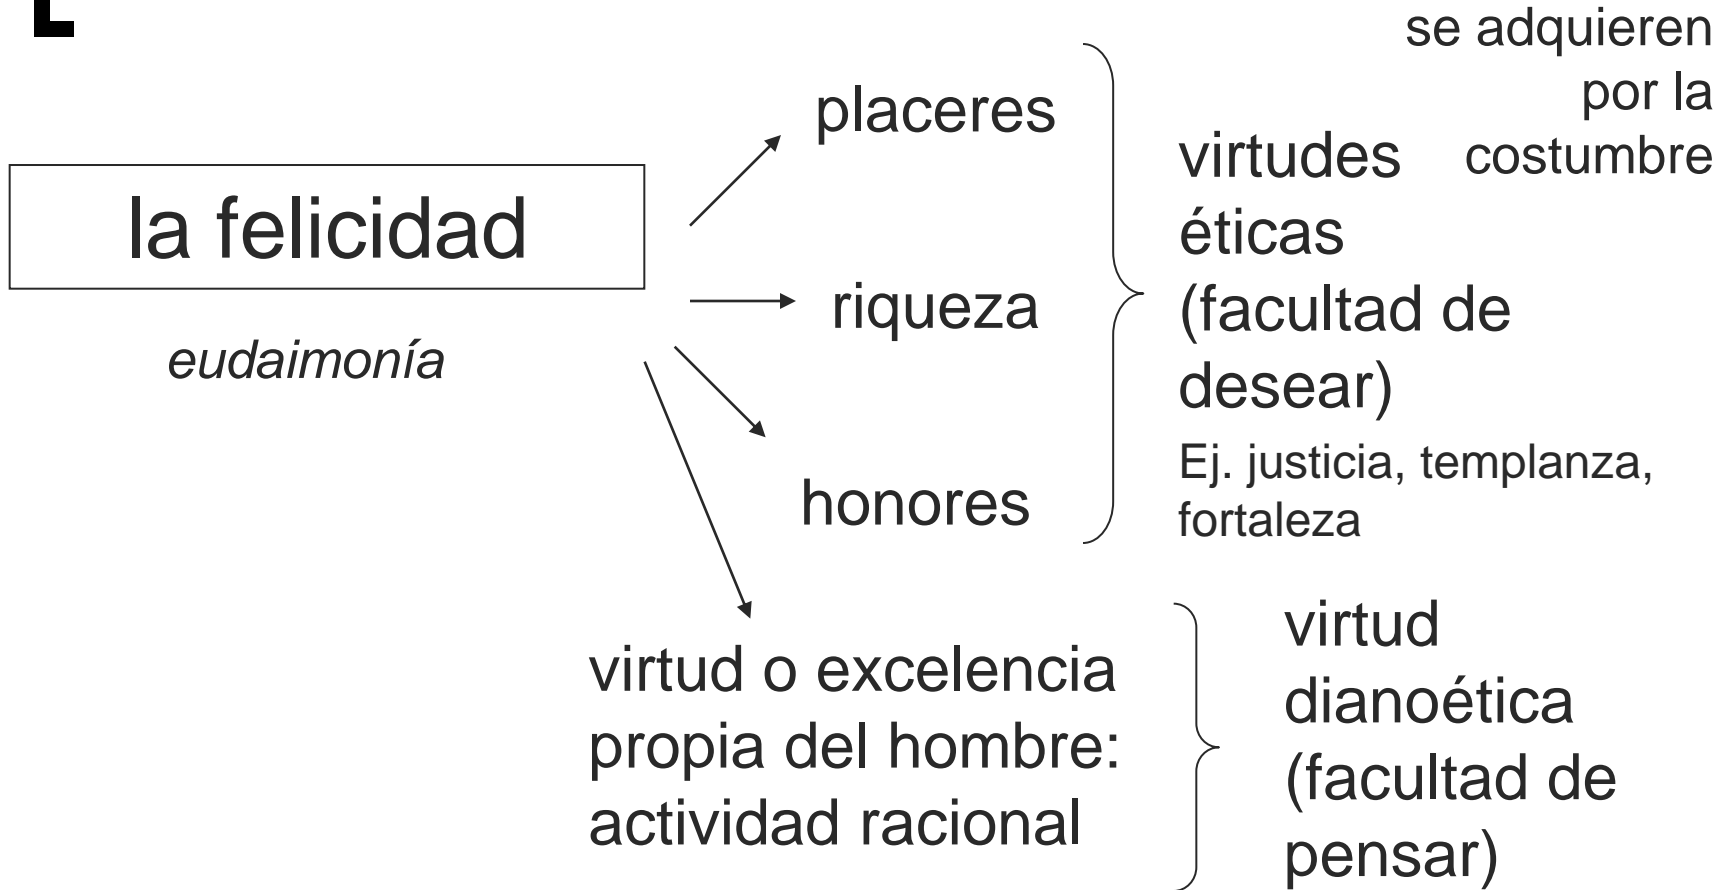 la felicidad
eudaimonía
placeres
riqueza
honores
se adquieren
por la
costumbre
virtudes
éticas
(facultad de
desear)
Ej. justicia, templanza,
fortaleza
virtud o excelencia
propia del hombre:
actividad racional
virtud
dianoética
(facultad de
pensar)